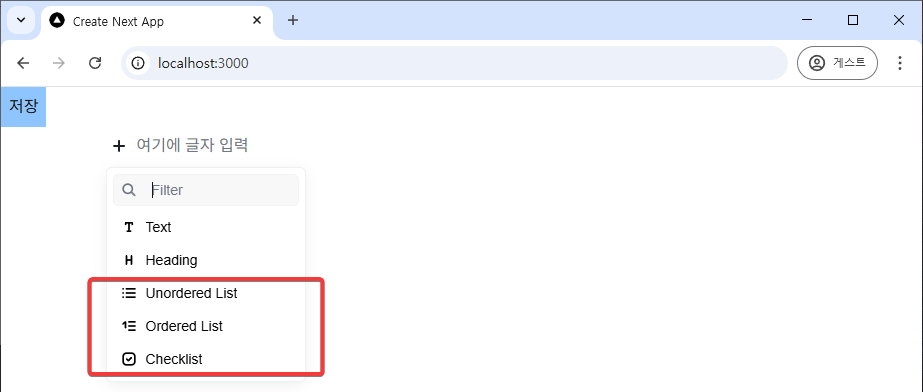 Create Next App
localhost:3000
게스트
저장
여기에 글자 입력
Filter
Text
Heading
Unordered List
Ordered List
Checklist